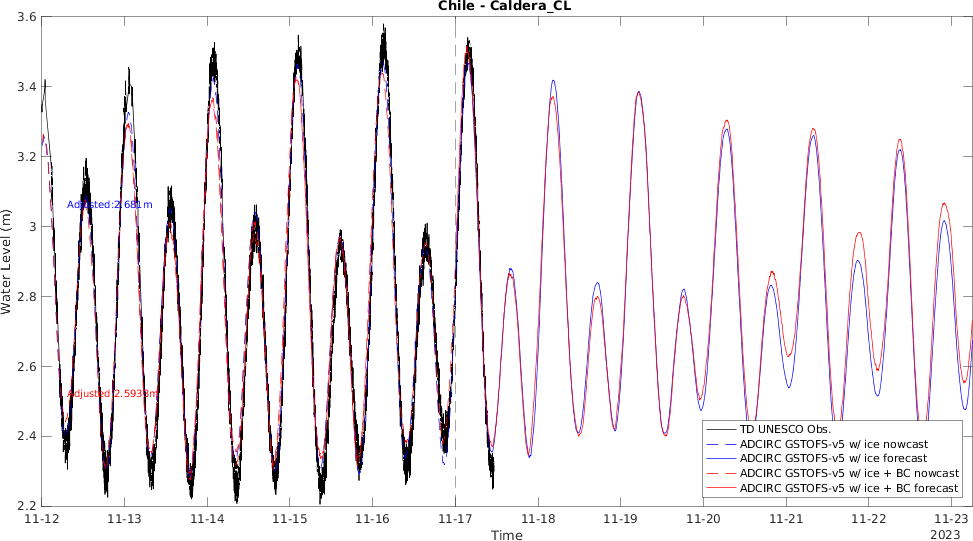 Chile - Caldera_CL
3.6
3.4
3.2
3
2.8
2.6
2.4
2.2
Water Level (m)
Adjusted:2.681m
Adjusted:2.5938m
TD UNESCO Obs.
ADCIRC GSTOFS-v5 w/ ice nowcast
ADCIRC GSTOFS-v5 w/ ice forecast
ADCIRC GSTOFS-v5 w/ ice + BC nowcast
ADCIRC GSTOFS-v5 w/ ice + BC forecast
11-12 11-13 11-14 11-15 11-16 11-17 11-18 11-19 11-20 11-21 11-22 11-23
Time
2023